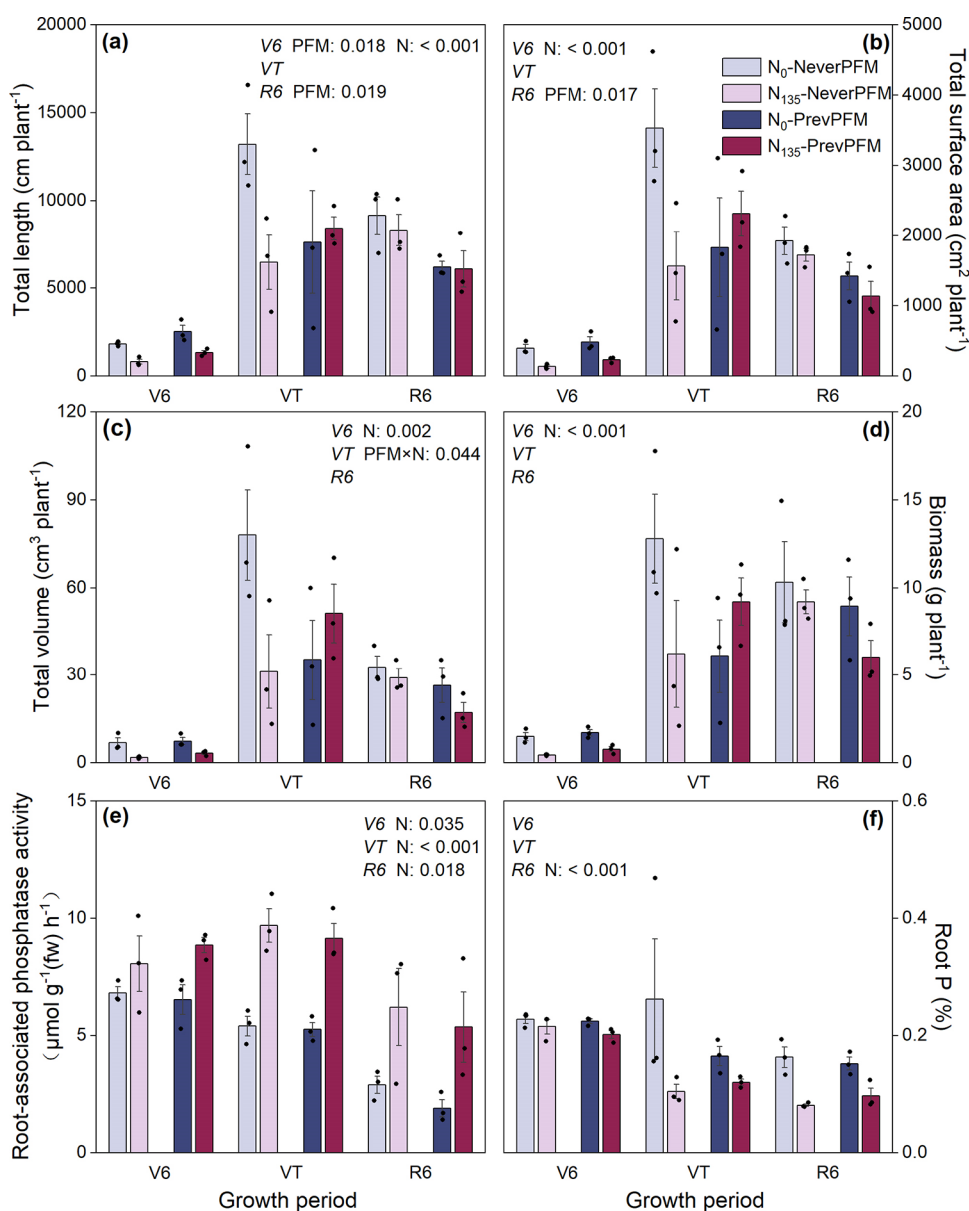 (a)
V6 PFM: 0.018 N: < 0.001
VT
R6 PFM: 0.019
Total length (cm plant⁻¹)
20000
15000
10000
5000
0
V6 VT R6
(b)
V6 N: < 0.001
VT
R6 PFM: 0.017
N₀-NeverPFM
N₁₃₅-NeverPFM
N₀-PrevPFM
N₁₃₅-PrevPFM
Total surface area (cm² plant⁻¹)
5000
4000
3000
2000
1000
0
V6 VT R6
(c)
V6 N: 0.002
VT PFM×N: 0.044
R6
Total volume (cm³ plant⁻¹)
120
90
60
30
0
V6 VT R6
(d)
V6 N: < 0.001
VT
R6
Biomass (g plant⁻¹)
20
15
10
5
0
V6 VT R6
(e)
V6 N: 0.035
VT N: < 0.001
R6 N: 0.018
Root-associated phosphatase activity
（μmol g⁻¹(fw) h⁻¹)
15
10
5
0
V6 VT R6
Growth period
(f)
V6
VT
R6 N: < 0.001
Root P (%)
0.6
0.4
0.2
0.0
V6 VT R6
Growth period